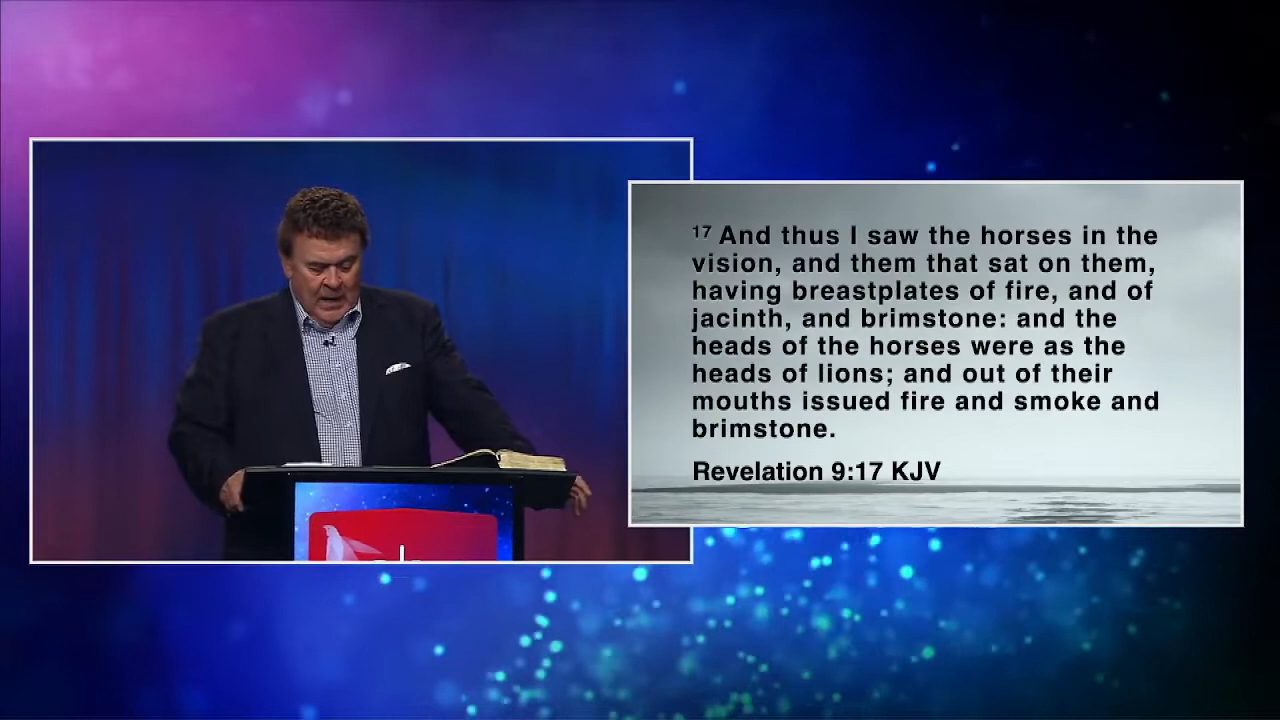 17 And thus I saw the horses in the
vision, and them that sat on them,
having breastplates of fire, and of
jacinth, and brimstone: and the
heads of the horses were as the
heads of lions; and out of their
mouths issued fire and smoke and
brimstone.
Revelation 9:17 KJV